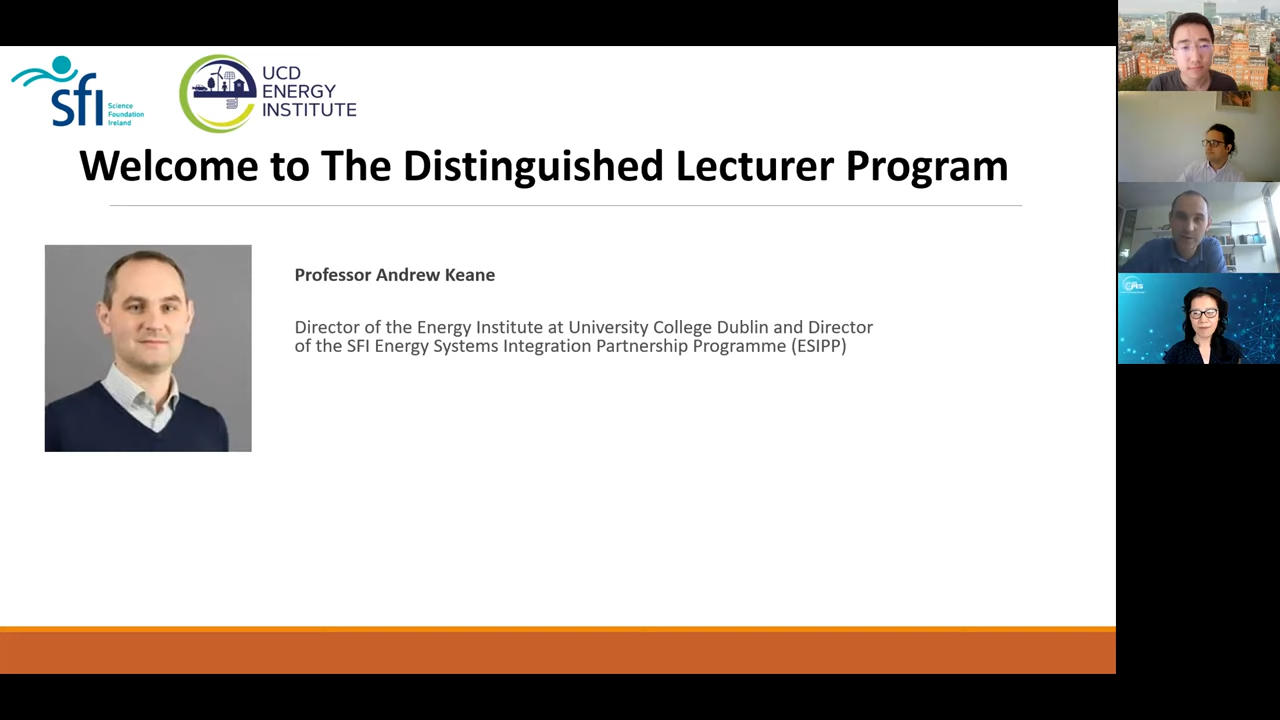 sfi
Science
Foundation
Ireland
UCD
ENERGY
INSTITUTE
Welcome to The Distinguished Lecturer Program
Professor Andrew Keane
Director of the Energy Institute at University College Dublin and Director
of the SFI Energy Systems Integration Partnership Programme (ESIPP)